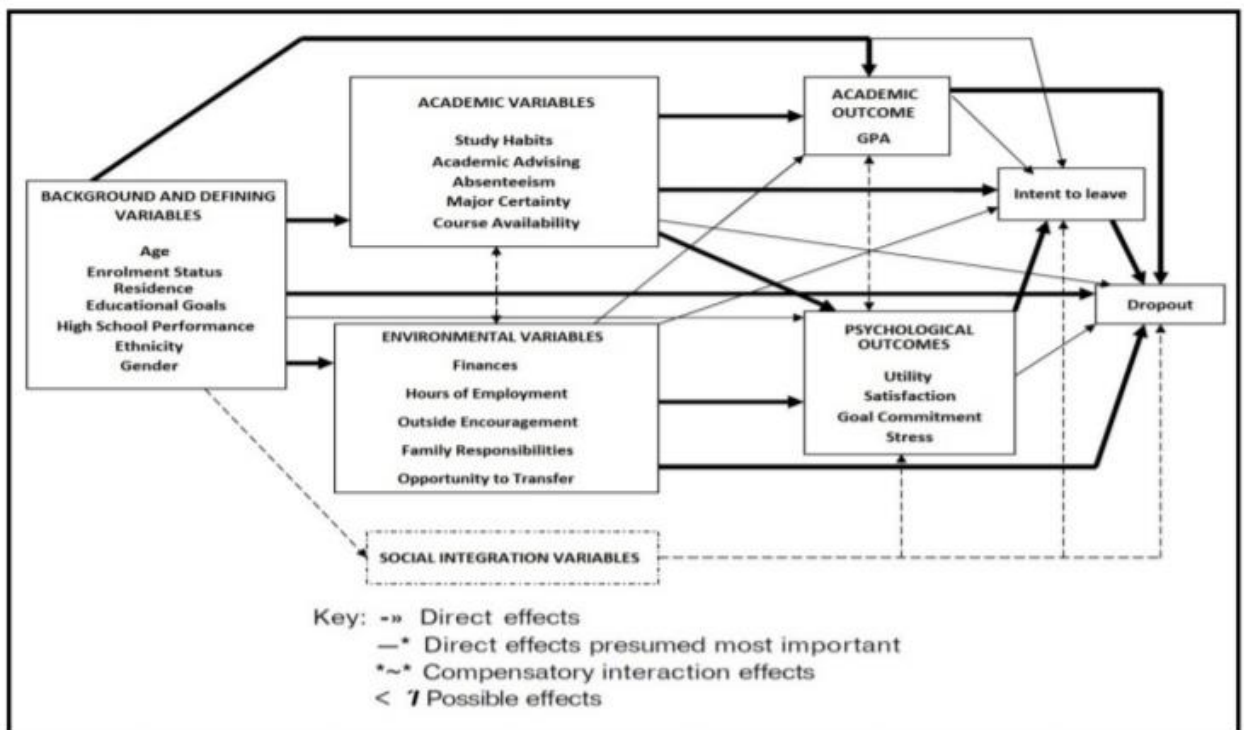 ACADEMIC VARIABLES
Study Habits
Academic Advising
Absenteeism
Major Certainty
Course Availability
ACADEMIC
OUTCOME
GPA
BACKGROUND AND DEFINING
VARIABLES
Age
Enrolment Status
Residence
Educational Goals
High School Performance
Ethnicity
Gender
Intent to leave
Dropout
ENVIRONMENTAL VARIABLES
Finances
Hours of Employment
Outside Encouragement
Family Responsibilities
Opportunity to Transfer
PSYCHOLOGICAL
OUTCOMES
Utility
Satisfaction
Goal Commitment
Stress
SOCIAL INTEGRATION VARIABLES
Key: -» Direct effects
—* Direct effects presumed most important
*~* Compensatory interaction effects
< Possible effects